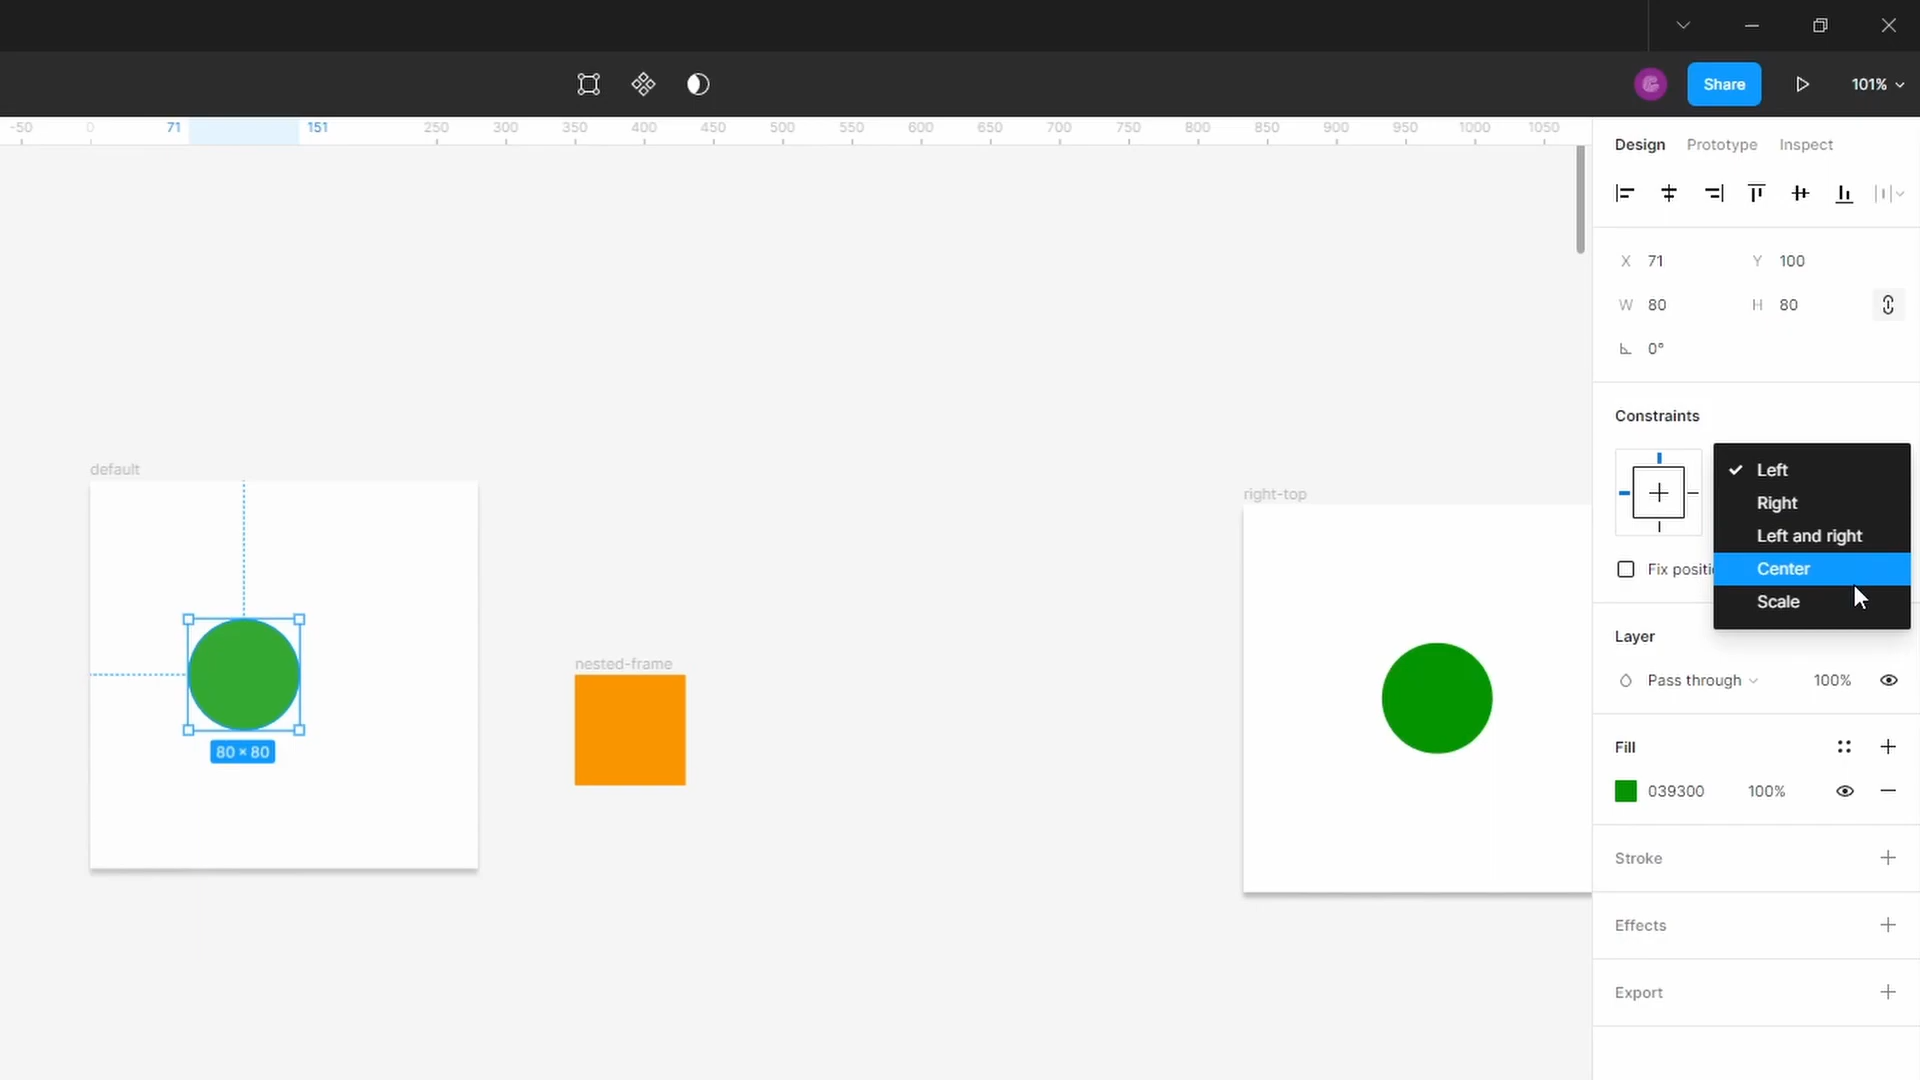 Share
101%
-50 0 71 151 250 300 350 400 450 500 550 600 650 700 750 800 850 900 950 1000 1050
Design Prototype Inspect
X 71 Y 100
W 80 H 80
0°
Constraints
Left
Right
Left and right
Center
Scale
Fix positi
Layer
Pass through 100%
Fill
039300 100%
Stroke
Effects
Export
default
80 × 80
nested-frame
right-top